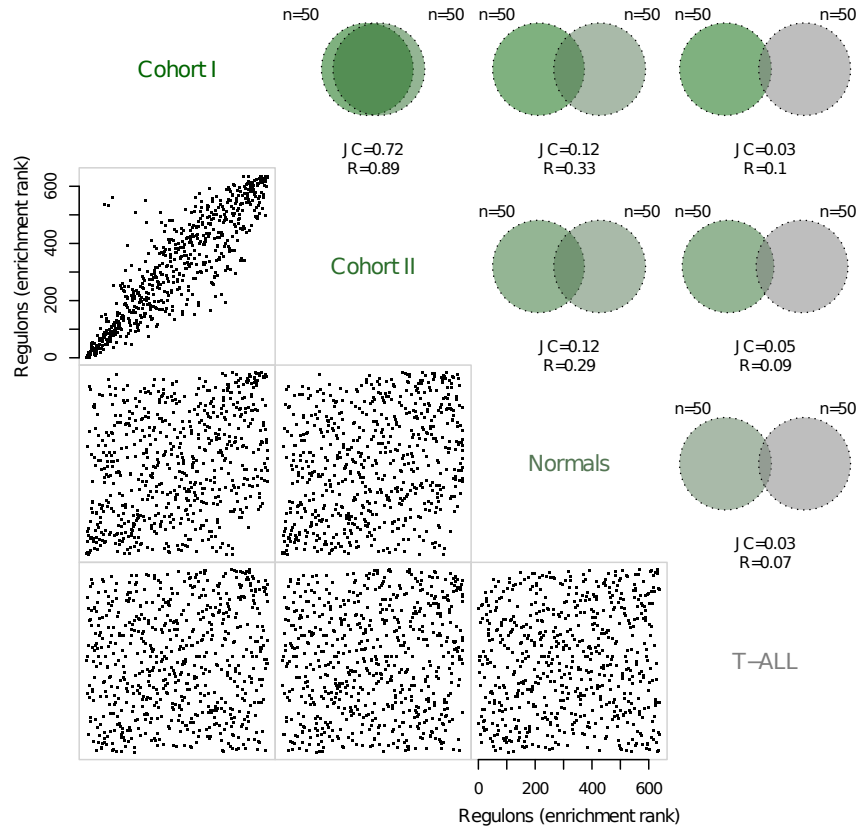 n=50
n=50
n=50
n=50
n=50
n=50
Cohort I
JC=0.72
R=0.89
JC=0.12
R=0.33
JC=0.03
R=0.1
Regulons (enrichment rank)
0
200
400
600
n=50
n=50
n=50
n=50
Cohort II
JC=0.12
R=0.29
JC=0.05
R=0.09
n=50
n=50
Normals
JC=0.03
R=0.07
T−ALL
0
200
400
600
Regulons (enrichment rank)